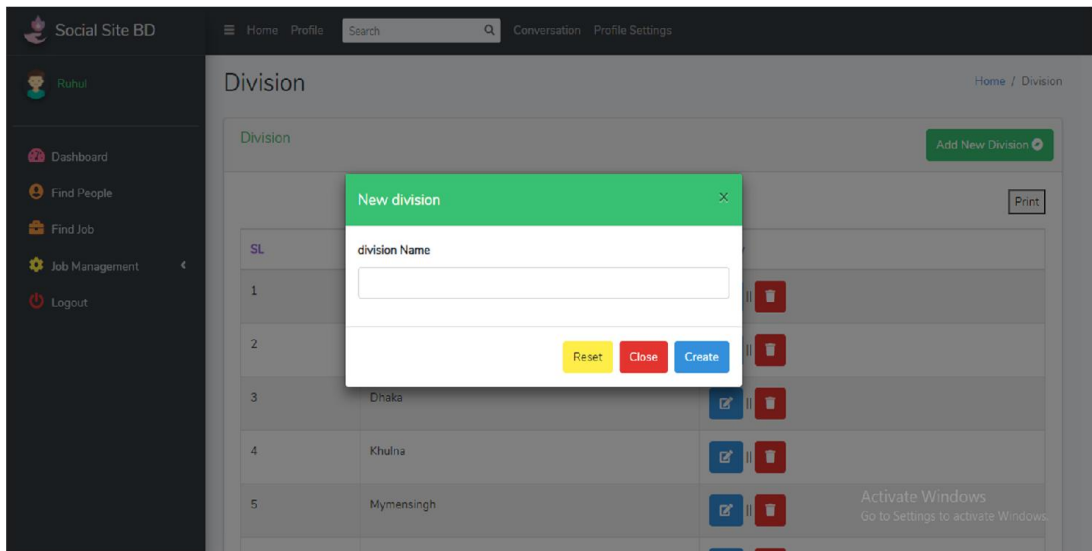 Social Site BD
Home Profile Search Conversation Profile Settings
Ruhul
Division
Home / Division
Dashboard
Find People
Find Job
Job Management
Logout
Division
Add New Division
Print
New division ×
division Name
Reset Close Create
SL
1 ||
2 ||
3 Dhaka ||
4 Khulna ||
5 Mymensingh ||
Activate Windows
Go to Settings to activate Windows.